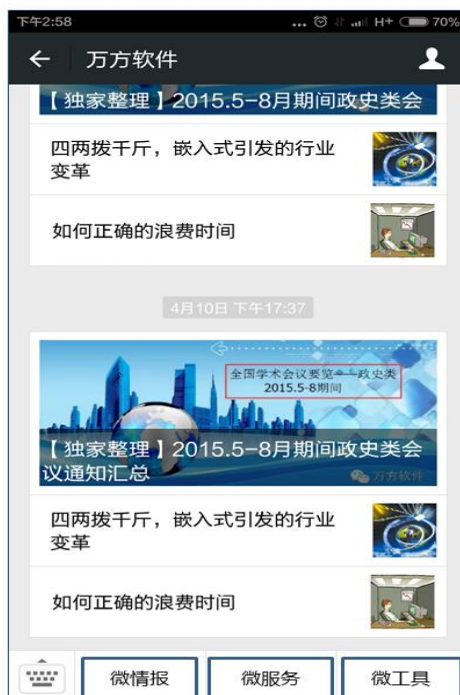 下午2:58 ... H+ 70%
万方软件
【独家整理】2015.5-8月期间政史类会
四两拨千斤，嵌入式引发的行业
变革
如何正确的浪费时间
4月10日 下午17:37
全国学术会议要览——政史类
2015.5-8期间
【独家整理】2015.5-8月期间政史类会
议通知汇总
万方软件
四两拨千斤，嵌入式引发的行业
变革
如何正确的浪费时间
微情报 微服务 微工具